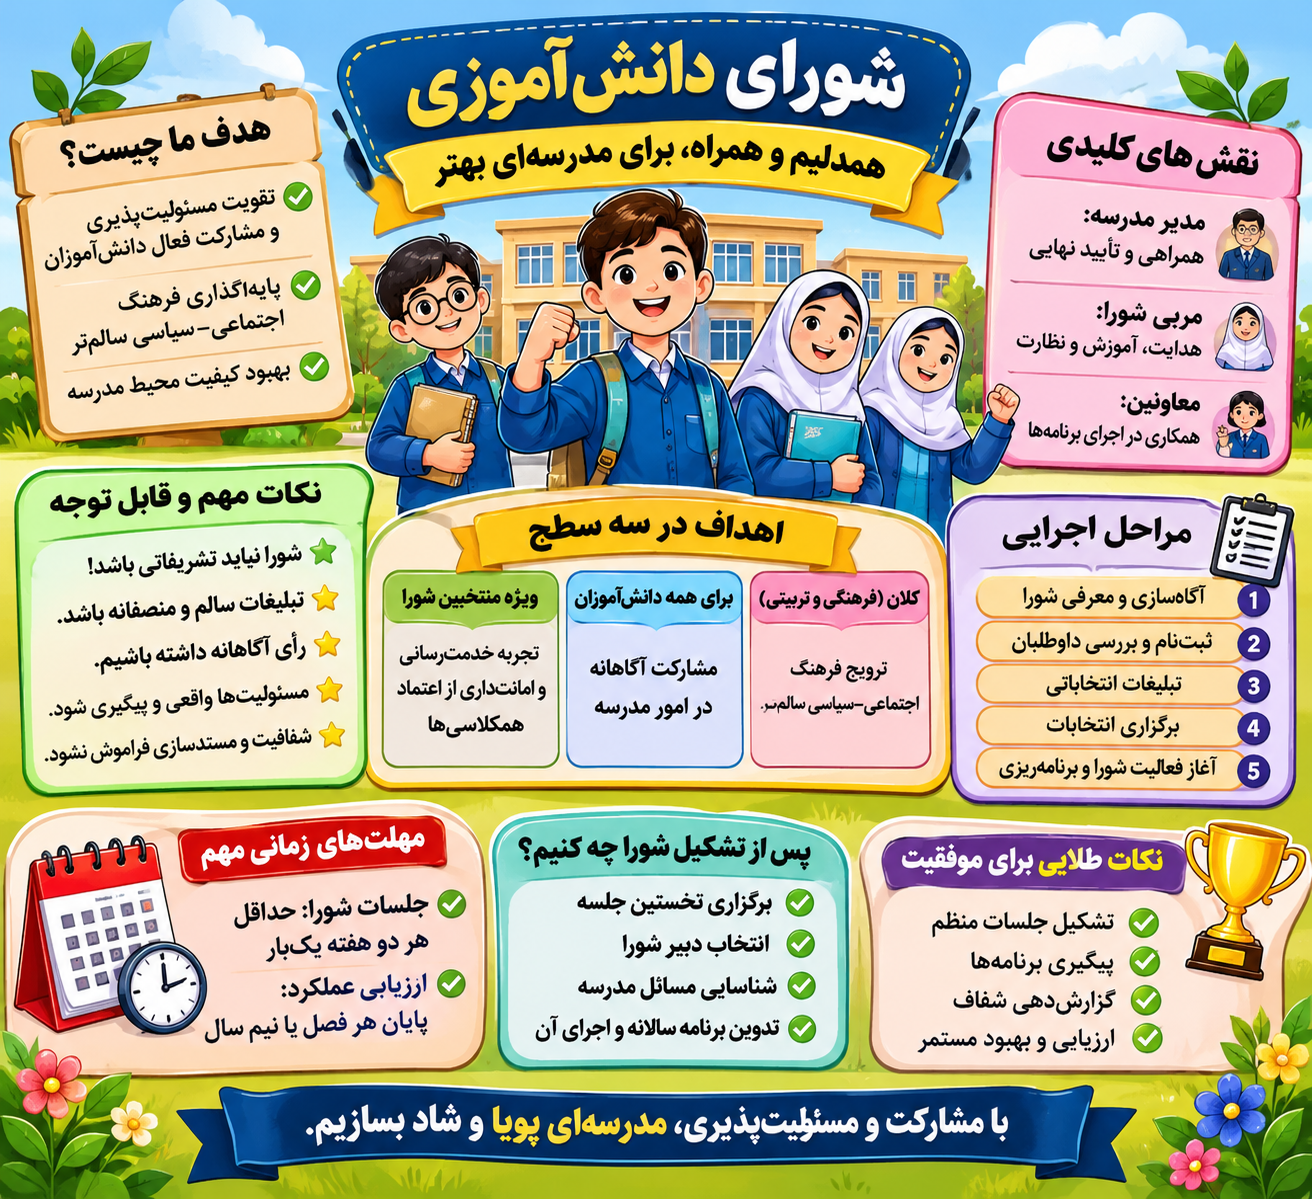 شورای دانش‌آموزی
همدلیم و همراه، برای مدرسه‌ای بهتر
نقش های کلیدی
مدیر مدرسه:
همراهی و تأیید نهایی
مربی شورا:
هدایت، آموزش و نظارت
معاونین:
همکاری در اجرای برنامه‌ها
هدف ما چیست؟
تقویت مسئولیت‌پذیری
و مشارکت فعال دانش‌آموزان
پایه‌اگذاری فرهنگ
اجتماعی–سیاسی سالم‌تر
بهبود کیفیت محیط مدرسه
مراحل اجرایی
1 آگاه‌سازی و معرفی شورا
2 ثبت‌نام و بررسی داوطلبان
3 تبلیغات انتخاباتی
4 برگزاری انتخابات
5 آغاز فعالیت شورا و برنامه‌ریزی
اهداف در سه سطح
کلان (فرهنگی و تربیتی)
ترویج فرهنگ
اجتماعی–سیاسی سالم‌تر.
برای همه دانش‌آموزان
مشارکت آگاهانه
در امور مدرسه
ویژه منتخبین شورا
تجربه خدمت‌رسانی
و امانت‌داری از اعتماد
همکلاسی‌ها
نکات مهم و قابل توجه
شورا نباید تشریفاتی باشد!
تبلیغات سالم و منصفانه باشد.
رأی آگاهانه داشته باشیم.
مسئولیت‌ها واقعی و پیگیری شود.
شفافیت و مستدسازی فراموش نشود.
نکات طلایی برای موفقیت
تشکیل جلسات منظم
پیگیری برنامه‌ها
گزارش‌دهی شفاف
ارزیابی و بهبود مستمر
پس از تشکیل شورا چه کنیم؟
برگزاری نخستین جلسه
انتخاب دبیر شورا
شناسایی مسائل مدرسه
تدوین برنامه سالانه و اجرای آن
مهلت‌های زمانی مهم
جلسات شورا: حداقل
هر دو هفته یک‌بار
ارزیابی عملکرد:
پایان هر فصل یا نیم سال
با مشارکت و مسئولیت‌پذیری، مدرسه‌ای پویا و شاد بسازیم.